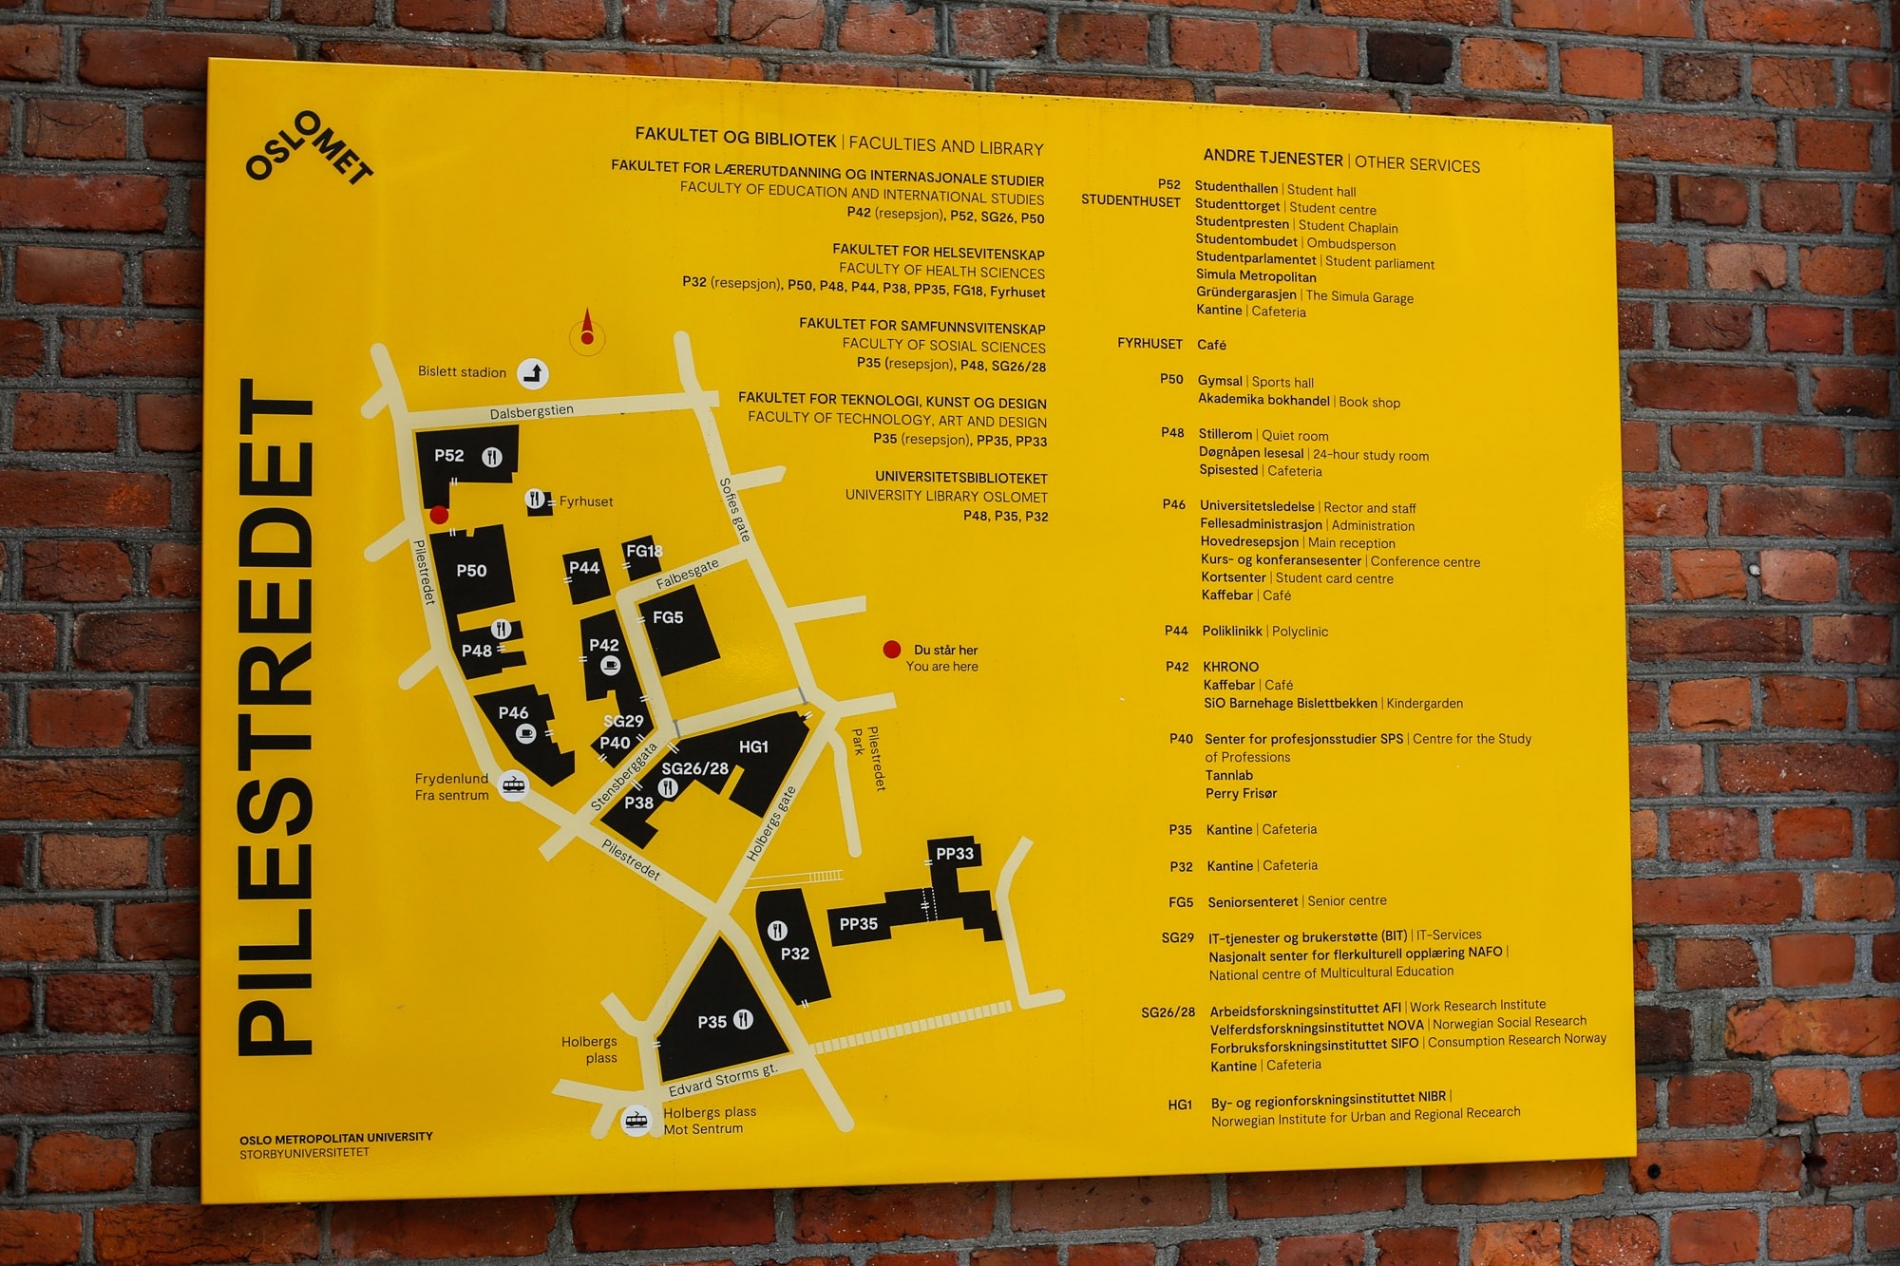 OSLOMET
PILESTREDET
OSLO METROPOLITAN UNIVERSITY
STORBYUNIVERSITETET
FAKULTET OG BIBLIOTEK | FACULTIES AND LIBRARY
FAKULTET FOR LÆRERUTDANNING OG INTERNASJONALE STUDIER
FACULTY OF EDUCATION AND INTERNATIONAL STUDIES
P42 (resepsjon), P52, SG26, P50
FAKULTET FOR HELSEVITENSKAP
FACULTY OF HEALTH SCIENCES
P32 (resepsjon), P50, P48, P44, P38, PP35, FG18, Fyrhuset
FAKULTET FOR SAMFUNNSVITENSKAP
FACULTY OF SOSIAL SCIENCES
P35 (resepsjon), P48, SG26/28
FAKULTET FOR TEKNOLOGI, KUNST OG DESIGN
FACULTY OF TECHNOLOGY, ART AND DESIGN
P35 (resepsjon), PP35, PP33
UNIVERSITETSBIBLIOTEKET
UNIVERSITY LIBRARY OSLOMET
P48, P35, P32
Bislett stadion
Dalsbergstien
P52
Fyrhuset
Sofies gate
Pilestredet
P50
P44
FG18
Falbesgate
FG5
P42
P48
Du står her
You are here
P46
SG29
P40
HG1
SG26/28
P38
Stensberggata
Pilestredet
Park
Frydenlund
Fra sentrum
Holbergs gate
Pilestredet
PP33
PP35
P32
P35
Holbergs
plass
Edvard Storms gt.
Holbergs plass
Mot Sentrum
ANDRE TJENESTER | OTHER SERVICES
P52 Studenthallen | Student hall
STUDENTHUSET Studenttorget | Student centre
Studentpresten | Student Chaplain
Studentombudet | Ombudsperson
Studentparlamentet | Student parliament
Simula Metropolitan
Gründergarasjen | The Simula Garage
Kantine | Cafeteria
FYRHUSET Café
P50 Gymsal | Sports hall
Akademika bokhandel | Book shop
P48 Stillerom | Quiet room
Døgnåpen lesesal | 24-hour study room
Spisested | Cafeteria
P46 Universitetsledelse | Rector and staff
Fellesadministrasjon | Administration
Hovedresepsjon | Main reception
Kurs- og konferansesenter | Conference centre
Kortsenter | Student card centre
Kaffebar | Café
P44 Poliklinikk | Polyclinic
P42 KHRONO
Kaffebar | Café
SiO Barnehage Bislettbekken | Kindergarden
P40 Senter for profesjonsstudier SPS | Centre for the Study
of Professions
Tannlab
Perry Frisør
P35 Kantine | Cafeteria
P32 Kantine | Cafeteria
FG5 Seniorsenteret | Senior centre
SG29 IT-tjenester og brukerstøtte (BIT) | IT-Services
Nasjonalt senter for flerkulturell opplæring NAFO |
National centre of Multicultural Education
SG26/28 Arbeidsforskningsinstituttet AFI | Work Research Institute
Velferdsforskningsinstituttet NOVA | Norwegian Social Research
Forbruksforskningsinstituttet SIFO | Consumption Research Norway
Kantine | Cafeteria
HG1 By- og regionforskningsinstituttet NIBR |
Norwegian Institute for Urban and Regional Recearch